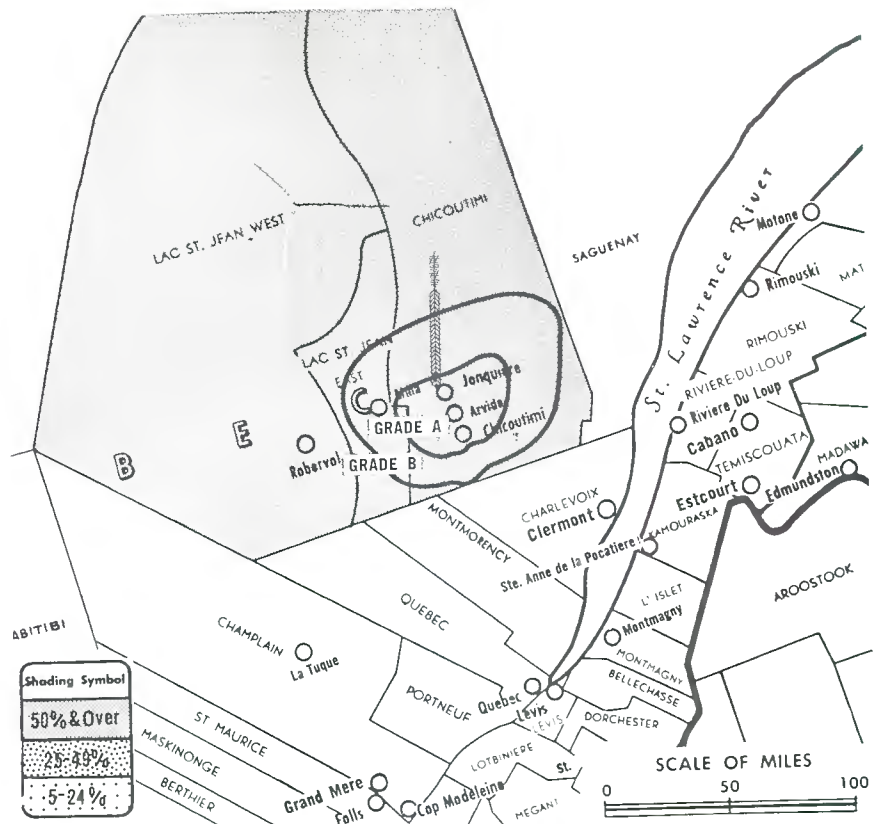 CHICOUTIMI
LAC ST. JEAN WEST
SAGUENAY
St. Lawrence River
Matane
Rimouski
MAT
RIMOUSKI
LAC ST. JEAN
EAST
RIVIERE-DU-LOUP
Jonquiere
Alma
Arvida
GRADE A
Chicoutimi
Riviere Du Loup
Cabano
B
E
C
Roberval
GRADE B
TEMISCOUATA
MADAWA
Estcourt
Edmundston
CHARLEVOIX
Clermont
MONTMORENCY
KAMOURASKA
Ste. Anne de la Pocatiere
AROOSTOOK
QUEBEC
L'ISLET
ABITIBI
CHAMPLAIN
La Tuque
Montmagny
MONTMAGNY
BELLECHASSE
Quebec
Levis
LEVIS
DORCHESTER
PORTNEUF
ST MAURICE
MASKINONGE
BERTHIER
LOTBINIERE
St.
MEGANT
Grand Mere
Falls
Cap Madeleine
Shading Symbol
50% & Over
25-49%
5-24%
SCALE OF MILES
0 50 100